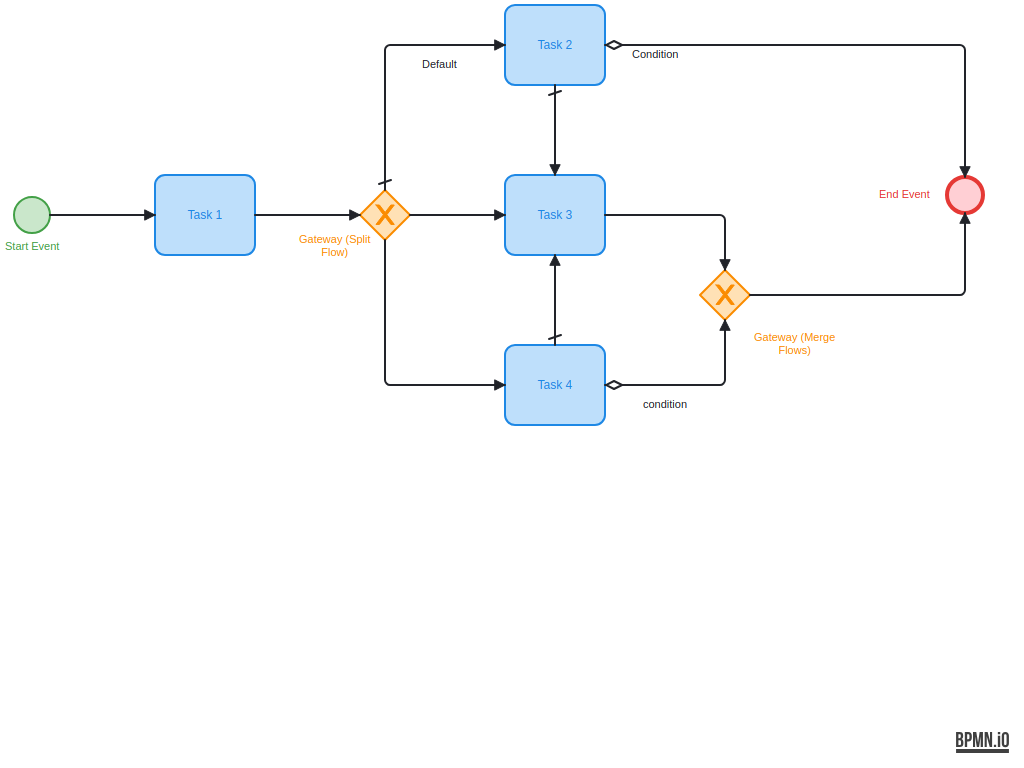 Task 2
Condition
Default
Task 1
Task 3
End Event
Start Event
Gateway (Split
Flow)
X
X
Gateway (Merge
Flows)
Task 4
condition
BPMN.iO